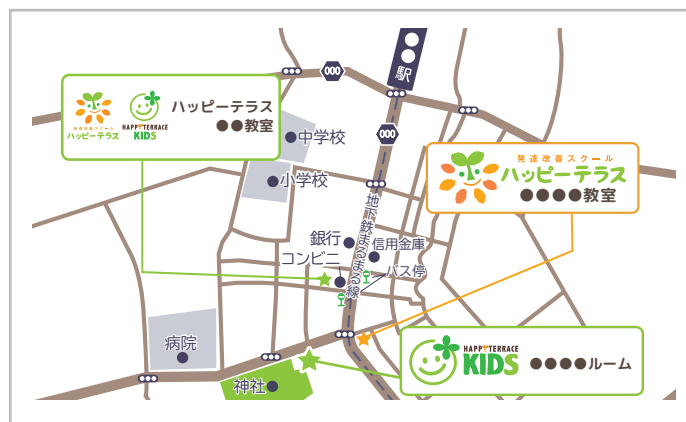 ●●駅
000
000
発達改善スクール
ハッピーテラス
HAPPY TERRACE
KIDS
ハッピーテラス
●●教室
中学校
小学校
発達改善スクール
ハッピーテラス
●●●●教室
地下鉄まるまる線
銀行
信用金庫
コンビニ
バス停
病院
神社
HAPPY TERRACE
KIDS
●●●●ルーム